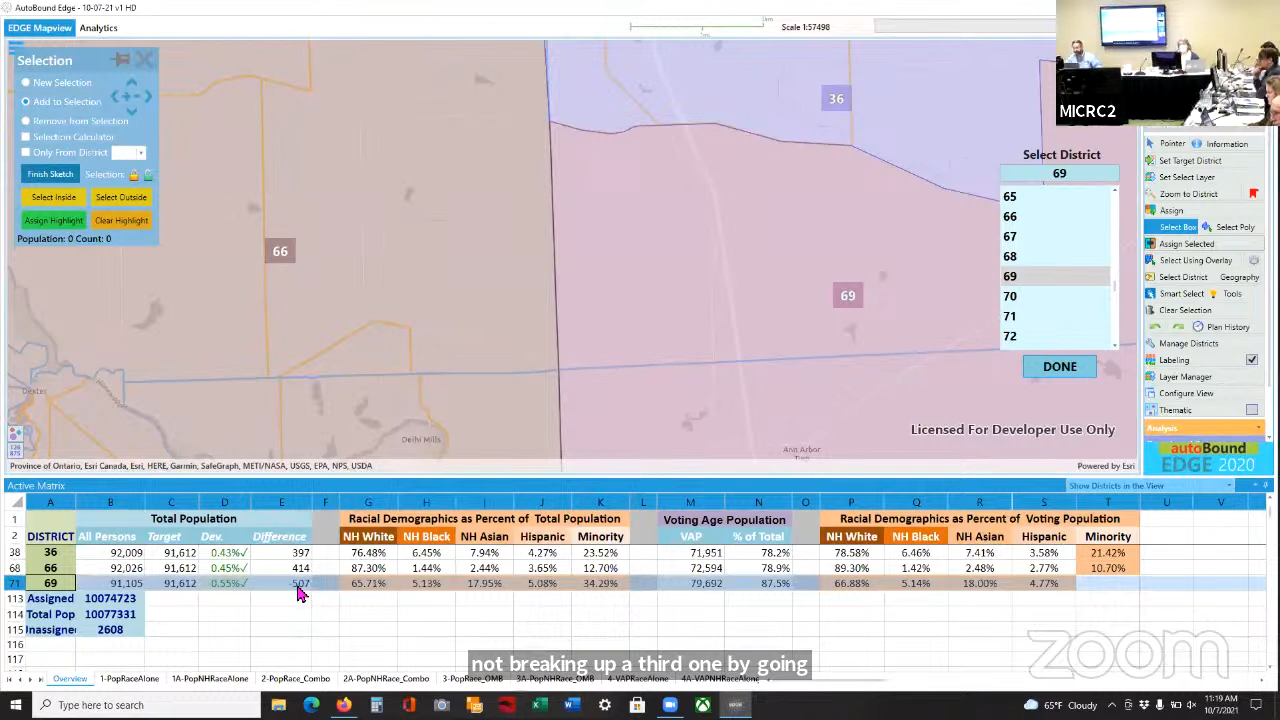 AutoBound Edge - 10-07-21 v1 HD
EDGE Mapview Analytics
Scale 1:57498
MICRC2
Selection
New Selection
Add to Selection
Remove from Selection
Selection Calculator
Only From District
Finish Sketch Selection:
Select Inside Select Outside
Assign Highlight Clear Highlight
Population: 0 Count: 0
36
66
69
Dexter
Delhi Mills
Ann Arbor
Select District
69
65
66
67
68
69
70
71
72
DONE
Licensed For Developer Use Only
Province of Ontario, Esri Canada, Esri, HERE, Garmin, SafeGraph, METI/NASA, USGS, EPA, NPS, USDA
Powered by Esri
Pointer Information
Set Target District
Set Select Layer
Zoom to District
Assign
Select Box Select Poly
Assign Selected
Select Using Overlay
Select District Geography
Smart Select Tools
Clear Selection
Plan History
Manage Districts
Labeling
Layer Manager
Configure View
Thematic
Analysis
autoBound
EDGE 2020
Active Matrix Show Districts in the View
A B C D E F G H I J K L M N O P Q R S T U V
1 Total Population Racial Demographics as Percent of Total Population Voting Age Population Racial Demographics as Percent of Voting Population
2 DISTRICT All Persons Target Dev. Difference NH White NH Black NH Asian Hispanic Minority VAP % of Total NH White NH Black NH Asian Hispanic Minority
38 36 92,009 91,612 0.43%✓ 397 76.48% 6.45% 7.94% 4.27% 23.52% 71,951 78.2% 78.58% 6.46% 7.41% 3.58% 21.42%
68 66 92,026 91,612 0.45%✓ 414 87.30% 1.44% 2.44% 3.65% 12.70% 72,594 78.9% 89.30% 1.42% 2.48% 2.77% 10.70%
71 69 91,105 91,612 0.55%✓ -507 65.71% 5.13% 17.95% 5.08% 34.29% 79,692 87.5% 66.88% 5.14% 18.00% 4.77%
113 Assigned 10074723
114 Total Pop 10077331
115 Unassigned 2608
116
117
not breaking up a third one by going
zoom
Overview 1-PopRaceAlone 1A-PopNHRaceAlone 2-PopRace_Combo 2A-PopNHRace_Combo 3-PopRace_OMB 3A-PopNHRace_OMB 4-VAPRaceAlone 4A-VAPNHRaceAlone
Type here to search
65°F
11:19 AM
10/7/2021